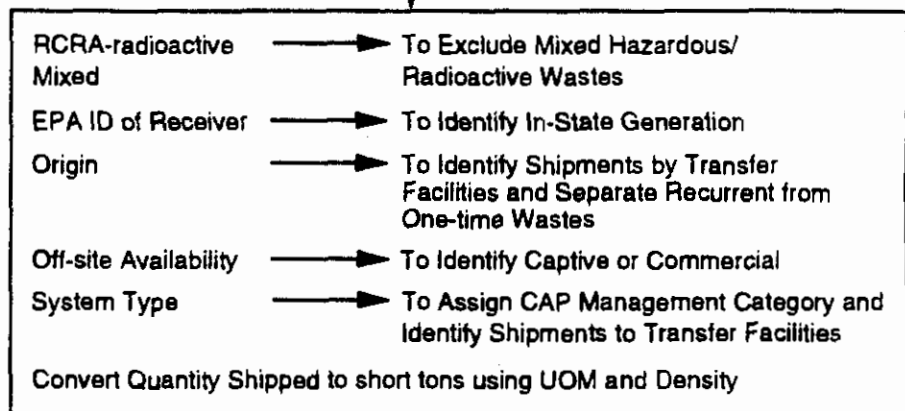 RCRA-radioactive To Exclude Mixed Hazardous/
Mixed Radioactive Wastes
EPA ID of Receiver To Identify In-State Generation
Origin To Identify Shipments by Transfer
Facilities and Separate Recurrent from
One-time Wastes
Off-site Availability To Identify Captive or Commercial
System Type To Assign CAP Management Category and
Identify Shipments to Transfer Facilities
Convert Quantity Shipped to short tons using UOM and Density